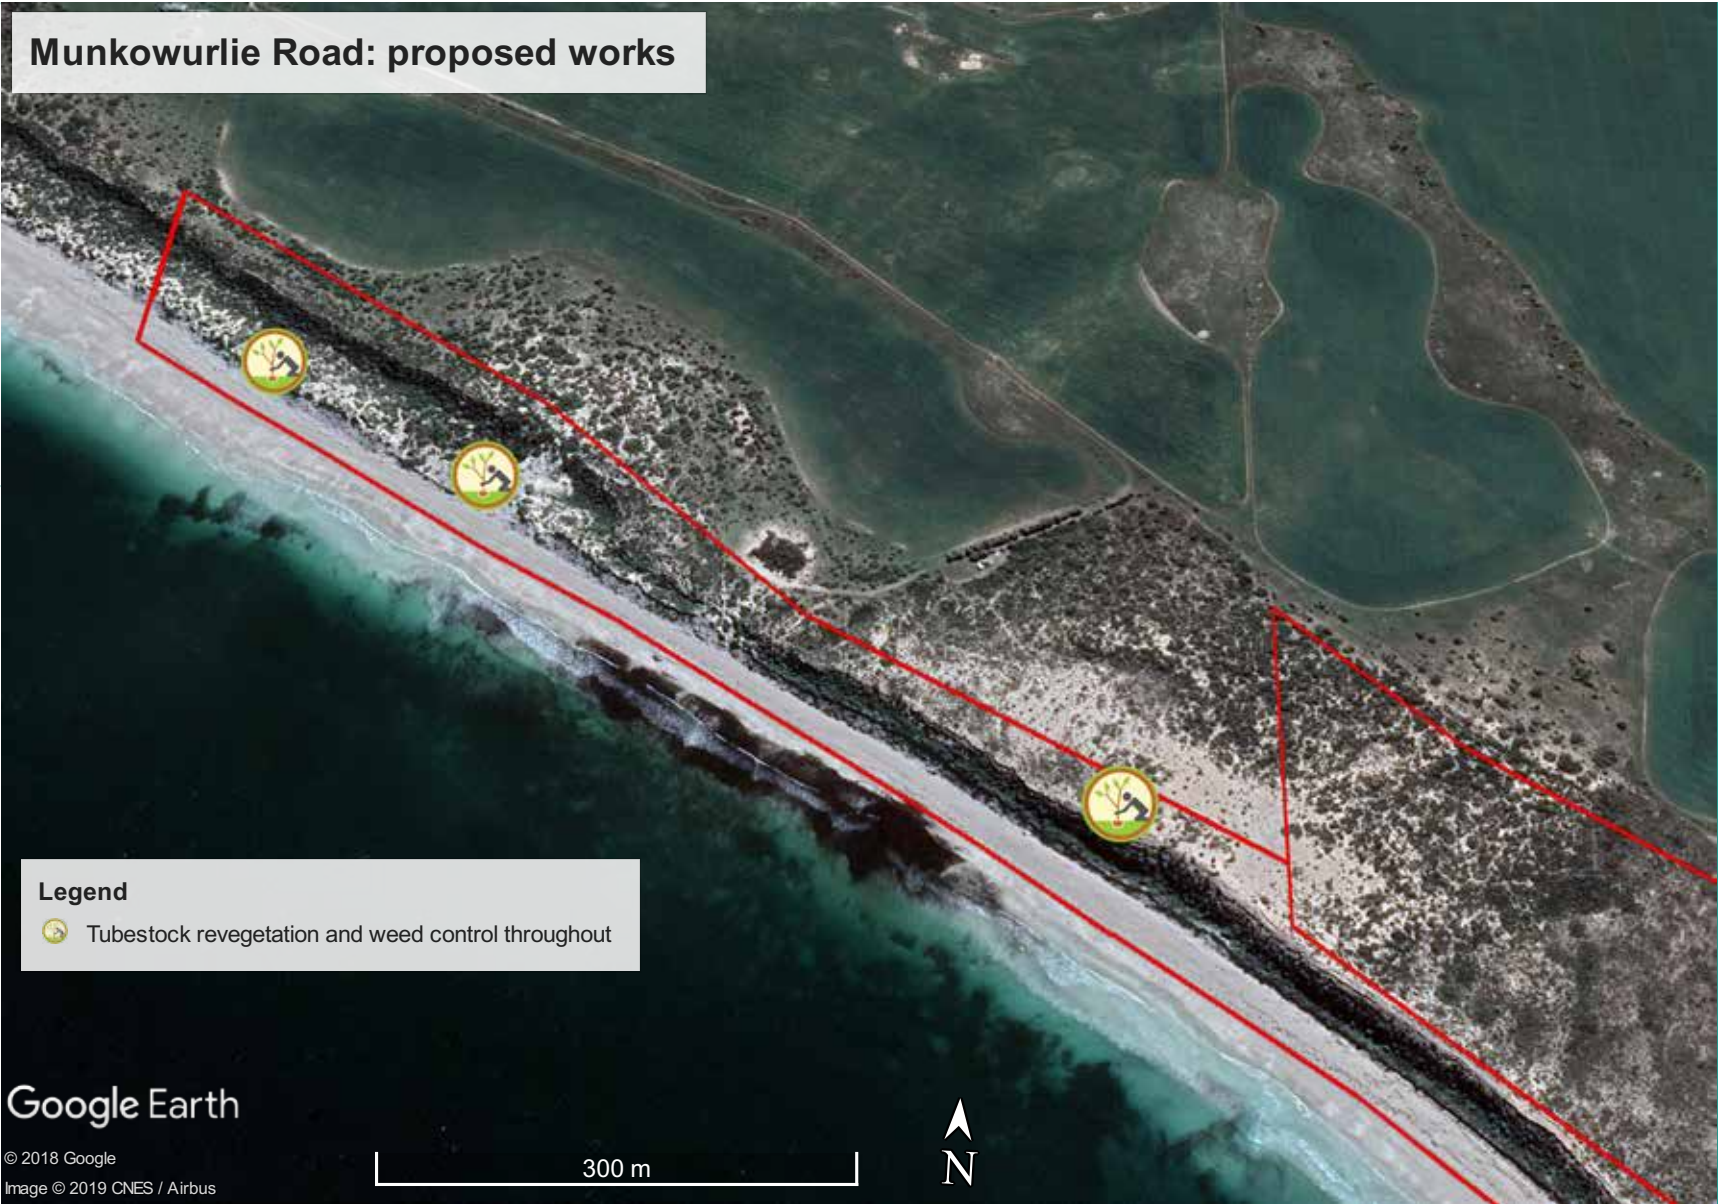 Munkowurlie Road: proposed works
Legend
Tubestock revegetation and weed control throughout
Google Earth
© 2018 Google
Image © 2019 CNES / Airbus
300 m
N